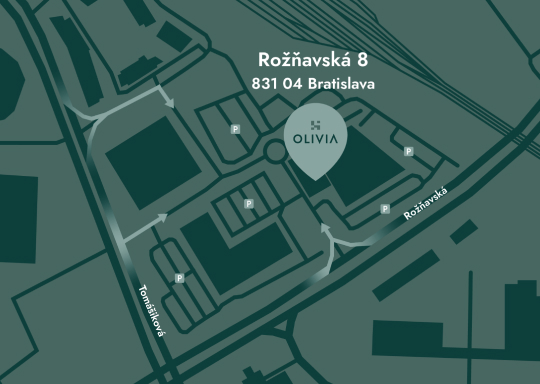 Rožňavská 8
831 04 Bratislava
P
OLIVIA
P
Rožňavská
P
P
P
Tomášikova